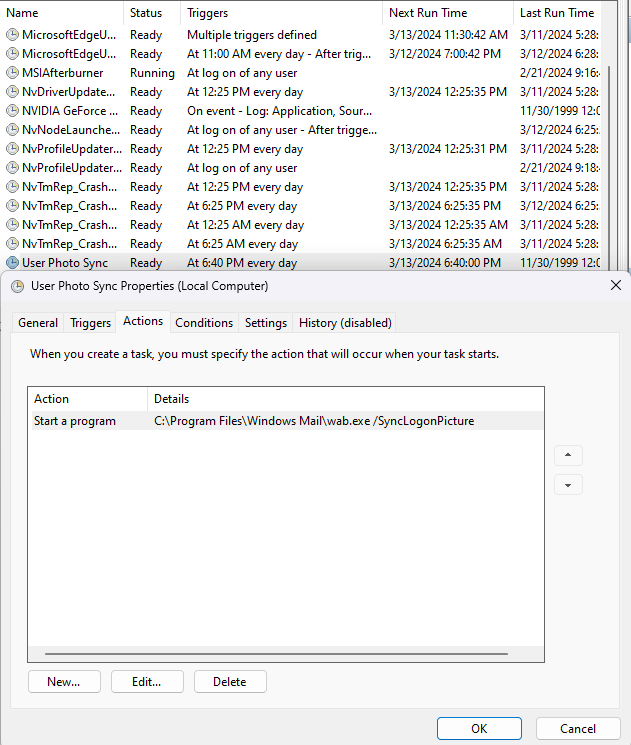 Name Status Triggers Next Run Time Last Run Time
MicrosoftEdgeU... Ready Multiple triggers defined 3/13/2024 11:30:42 AM 3/11/2024 5:28:
MicrosoftEdgeU... Ready At 11:00 AM every day - After trig... 3/12/2024 7:00:42 PM 3/12/2024 6:28:
MSIAfterburner Running At log on of any user 2/21/2024 9:16:
NvDriverUpdate... Ready At 12:25 PM every day 3/13/2024 12:25:35 PM 3/11/2024 5:28:
NVIDIA GeForce ... Ready On event - Log: Application, Sour... 11/30/1999 12:0
NvNodeLaunche... Ready At log on of any user - After trigge... 3/12/2024 6:25:
NvProfileUpdater... Ready At 12:25 PM every day 3/13/2024 12:25:31 PM 3/11/2024 5:28:
NvProfileUpdater... Ready At log on of any user 2/21/2024 9:18:
NvTmRep_Crash... Ready At 12:25 PM every day 3/13/2024 12:25:35 PM 3/11/2024 5:28:
NvTmRep_Crash... Ready At 6:25 PM every day 3/13/2024 6:25:35 PM 3/12/2024 6:25:
NvTmRep_Crash... Ready At 12:25 AM every day 3/13/2024 12:25:35 AM 3/11/2024 5:28:
NvTmRep_Crash... Ready At 6:25 AM every day 3/13/2024 6:25:35 AM 3/11/2024 5:28:
User Photo Sync Ready At 6:40 PM every day 3/13/2024 6:40:00 PM 11/30/1999 12:0
User Photo Sync Properties (Local Computer)
General Triggers Actions Conditions Settings History (disabled)
When you create a task, you must specify the action that will occur when your task starts.
Action Details
Start a program C:\Program Files\Windows Mail\wab.exe /SyncLogonPicture
New... Edit... Delete
OK Cancel